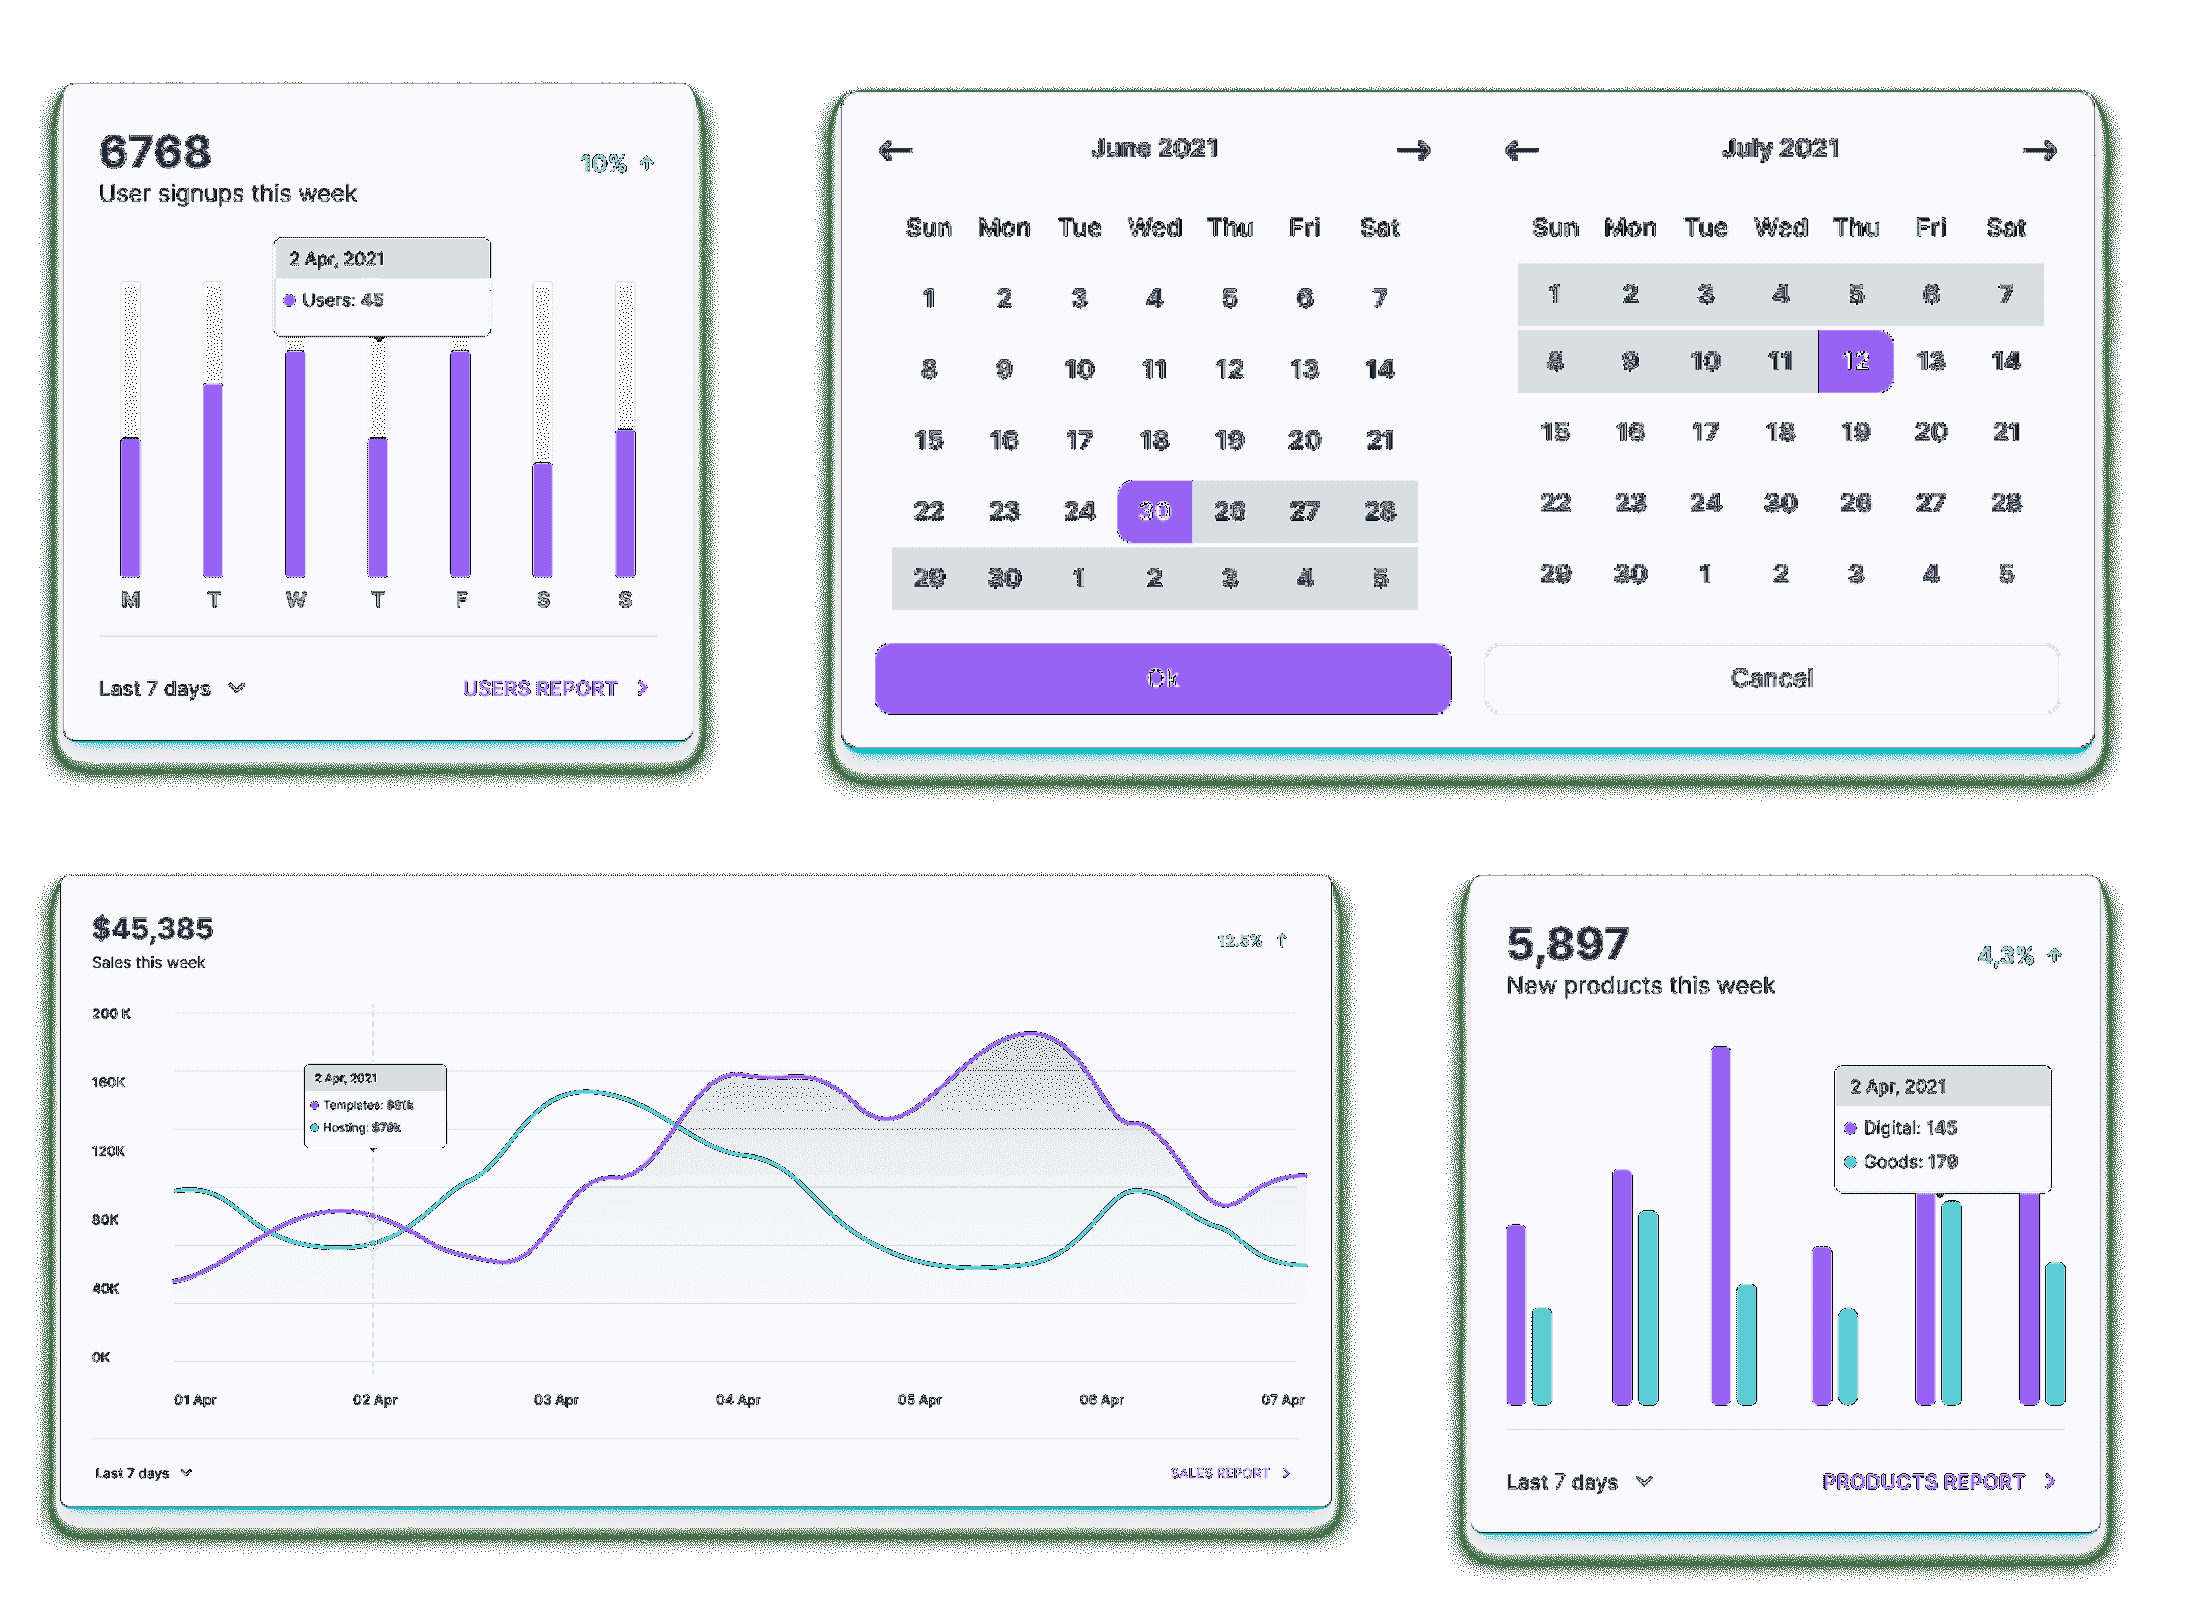 6768
10%
User signups this week
2 Apr, 2021
Users: 45
M T W T F S S
Last 7 days
USERS REPORT
June 2021
Sun Mon Tue Wed Thu Fri Sat
1 2 3 4 5 6 7
8 9 10 11 12 13 14
15 16 17 18 19 20 21
22 23 24 30 26 27 28
29 30 1 2 3 4 5
July 2021
Sun Mon Tue Wed Thu Fri Sat
1 2 3 4 5 6 7
8 9 10 11 12 13 14
15 16 17 18 19 20 21
22 23 24 30 26 27 28
29 30 1 2 3 4 5
Ok
Cancel
$45,385
12.5%
Sales this week
200 K
160K
120K
80K
40K
0K
2 Apr, 2021
Templates: $81k
Hosting: $79k
01 Apr 02 Apr 03 Apr 04 Apr 05 Apr 06 Apr 07 Apr
Last 7 days
SALES REPORT
5,897
4,3%
New products this week
2 Apr, 2021
Digital: 145
Goods: 179
Last 7 days
PRODUCTS REPORT